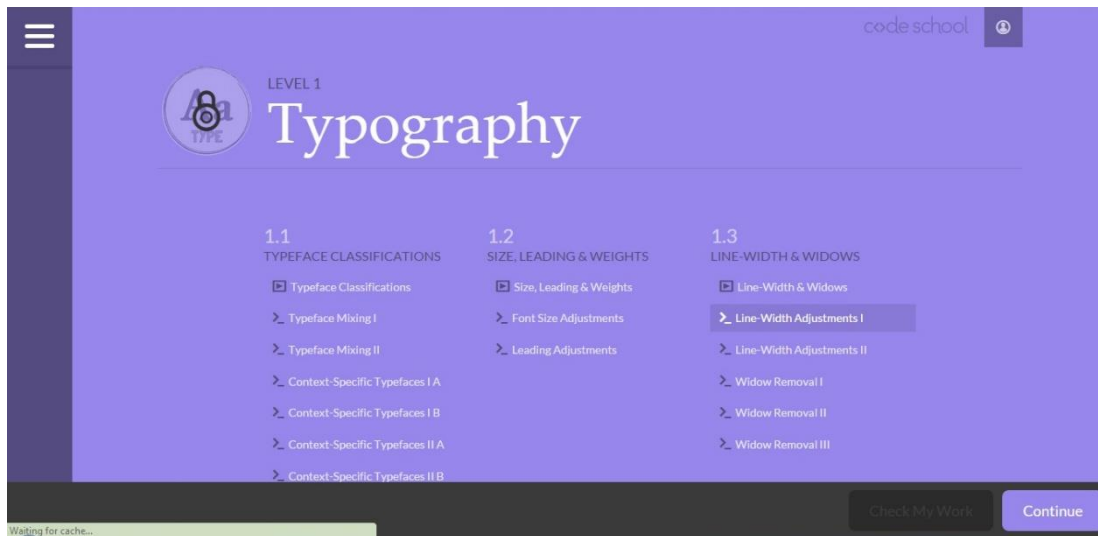 code school
LEVEL 1
Aa
TYPE
Typography
1.1
TYPEFACE CLASSIFICATIONS
Typeface Classifications
Typeface Mixing I
Typeface Mixing II
Context-Specific Typefaces I A
Context-Specific Typefaces I B
Context-Specific Typefaces II A
Context-Specific Typefaces II B
1.2
SIZE, LEADING & WEIGHTS
Size, Leading & Weights
Font Size Adjustments
Leading Adjustments
1.3
LINE-WIDTH & WIDOWS
Line-Width & Widows
Line-Width Adjustments I
Line-Width Adjustments II
Widow Removal I
Widow Removal II
Widow Removal III
Check My Work
Continue
Waiting for cache...